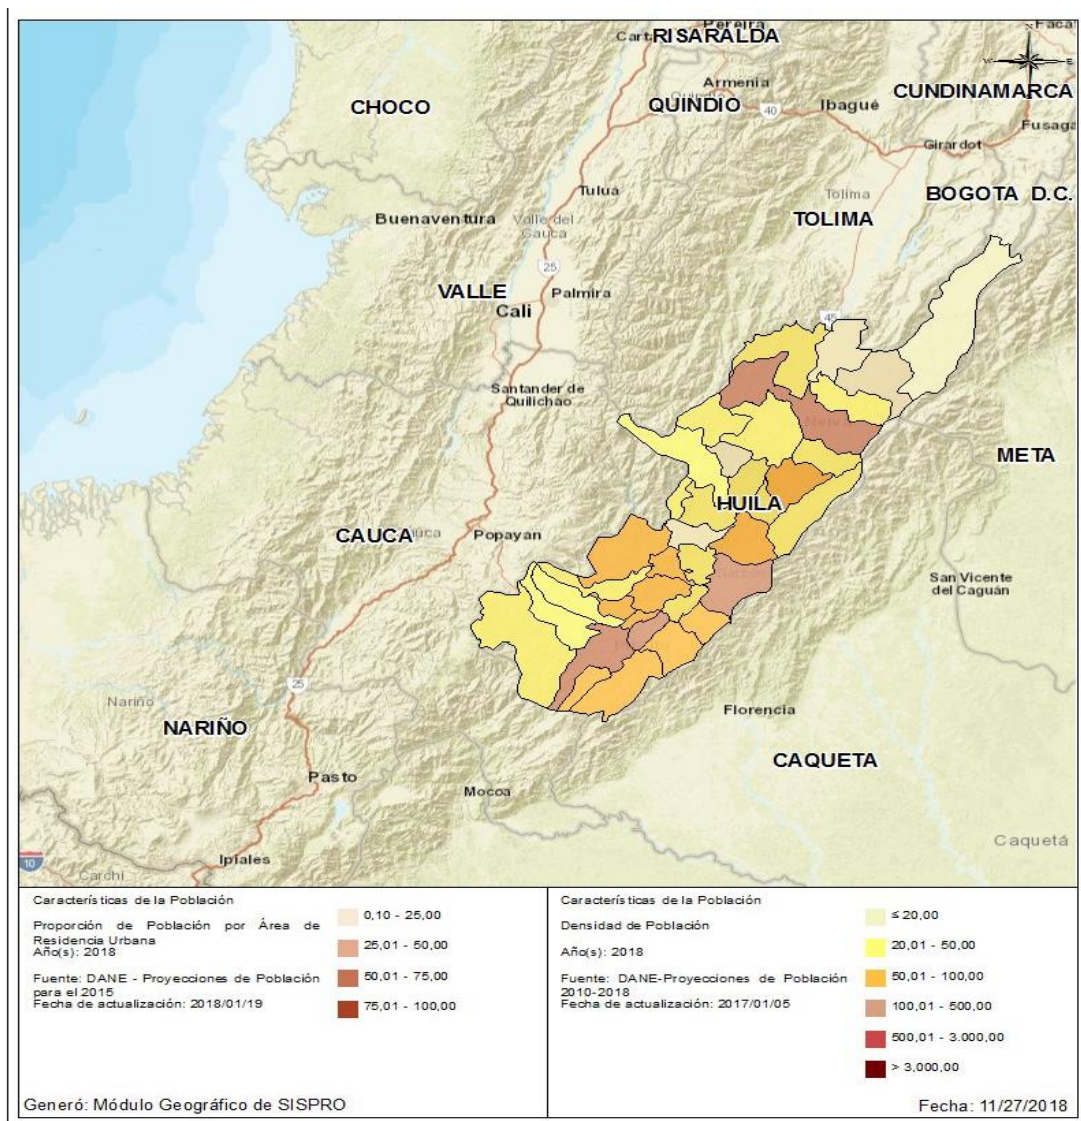 Pereira
Cart
RISARALDA
Faca
N
W
E
S
Armenia
CHOCO
QUINDIO
40
Ibagué
CUNDINAMARCA
Fusaga
Girardot
Tulua
Tolima
BOGOTA D.C.
Buenaventura
Valle del
Cauca
TOLIMA
25
VALLE
Palmira
Cali
45
Santander de
Quilichao
Neiva
META
HUILA
CAUCA
Popayan
San Vicente
del Caguán
25
Nariño
Florencia
NARIÑO
CAQUETA
Pasto
Mocoa
Caquetá
Ipiales
10
Carchi
Características de la Población
Proporción de Población por Área de
Residencia Urbana
Año(s): 2018
Fuente: DANE - Proyecciones de Población
para el 2015
Fecha de actualización: 2018/01/19
0,10 - 25,00
25,01 - 50,00
50,01 - 75,00
75,01 - 100,00
Características de la Población
Densidad de Población
Año(s): 2018
Fuente: DANE-Proyecciones de Población
2010-2018
Fecha de actualización: 2017/01/05
≤ 20,00
20,01 - 50,00
50,01 - 100,00
100,01 - 500,00
500,01 - 3.000,00
> 3,000,00
Generó: Módulo Geográfico de SISPRO
Fecha: 11/27/2018